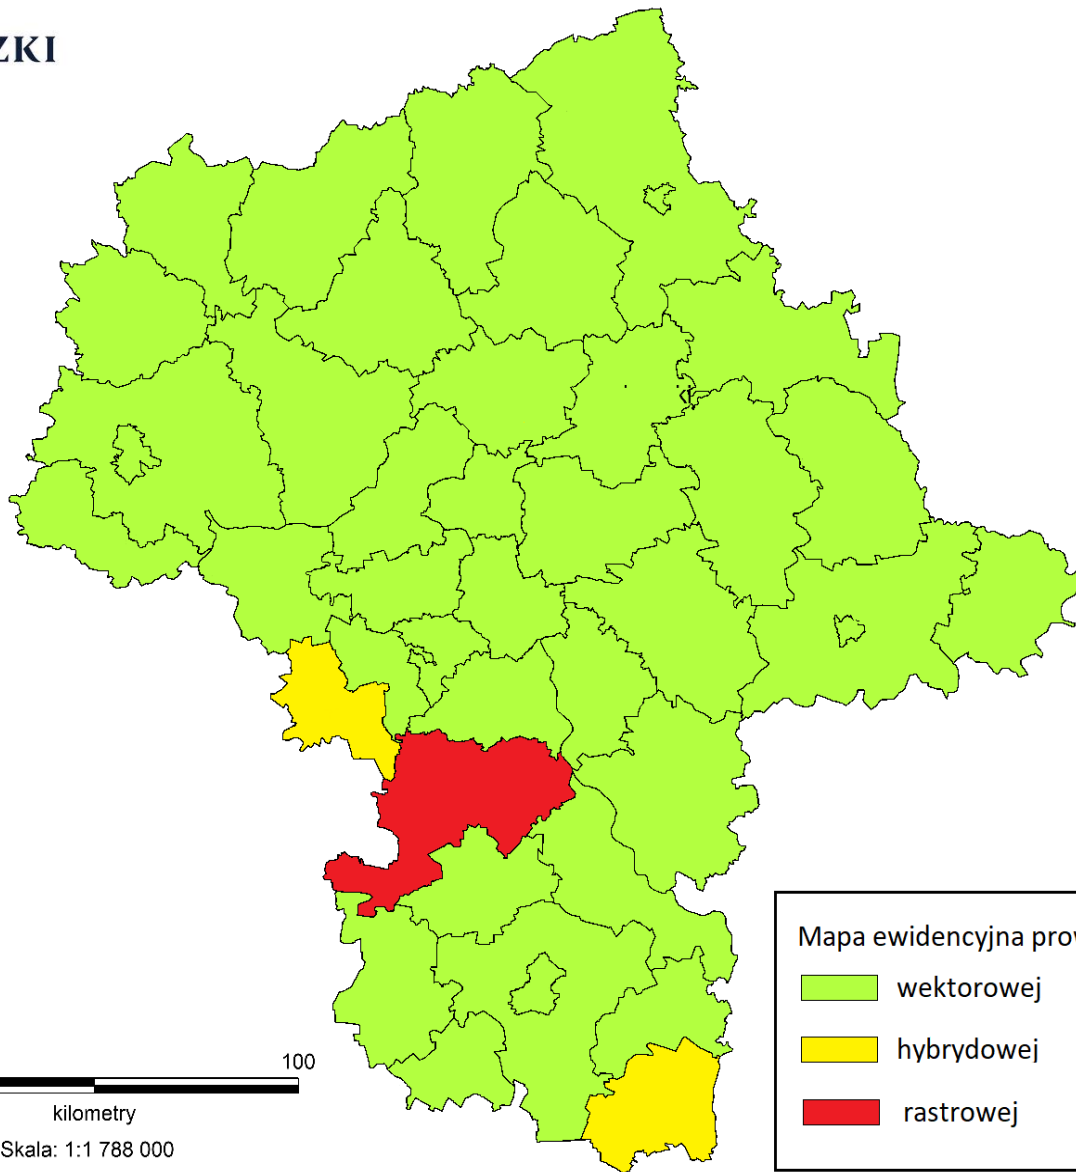 ZKI
Mapa ewidencyjna prow
wektorowej
hybrydowej
rastrowej
100
kilometry
Skala: 1:1 788 000